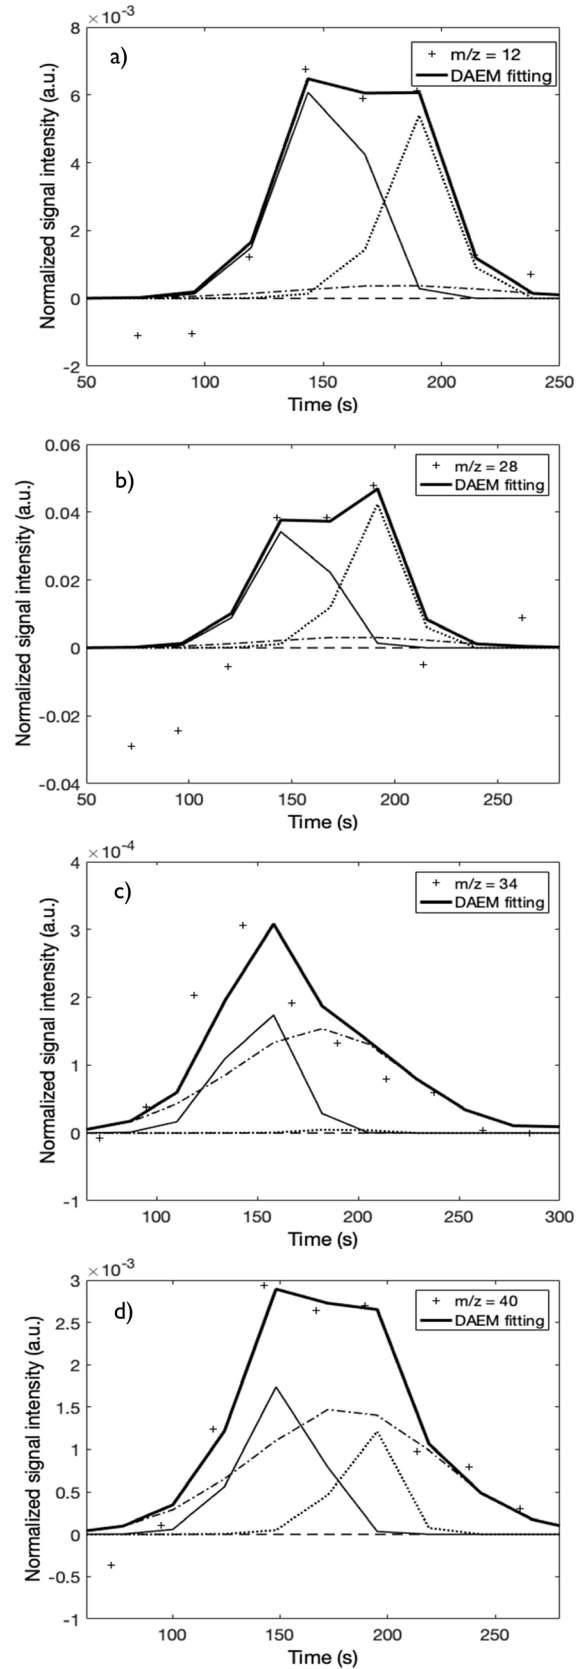 ×10⁻³
8
a)
m/z = 12
DAEM fitting
6
4
2
0
-2
50 100 150 200 250
Normalized signal intensity (a.u.)
Time (s)
0.06
b)
m/z = 28
DAEM fitting
0.04
0.02
0
-0.02
-0.04
50 100 150 200 250
Normalized signal intensity (a.u.)
Time (s)
×10⁻⁴
4
c)
m/z = 34
DAEM fitting
3
2
1
0
-1
100 150 200 250 300
Normalized signal intensity (a.u.)
Time (s)
×10⁻³
3
d)
m/z = 40
DAEM fitting
2.5
2
1.5
1
0.5
0
-0.5
-1
100 150 200 250
Normalized signal intensity (a.u.)
Time (s)